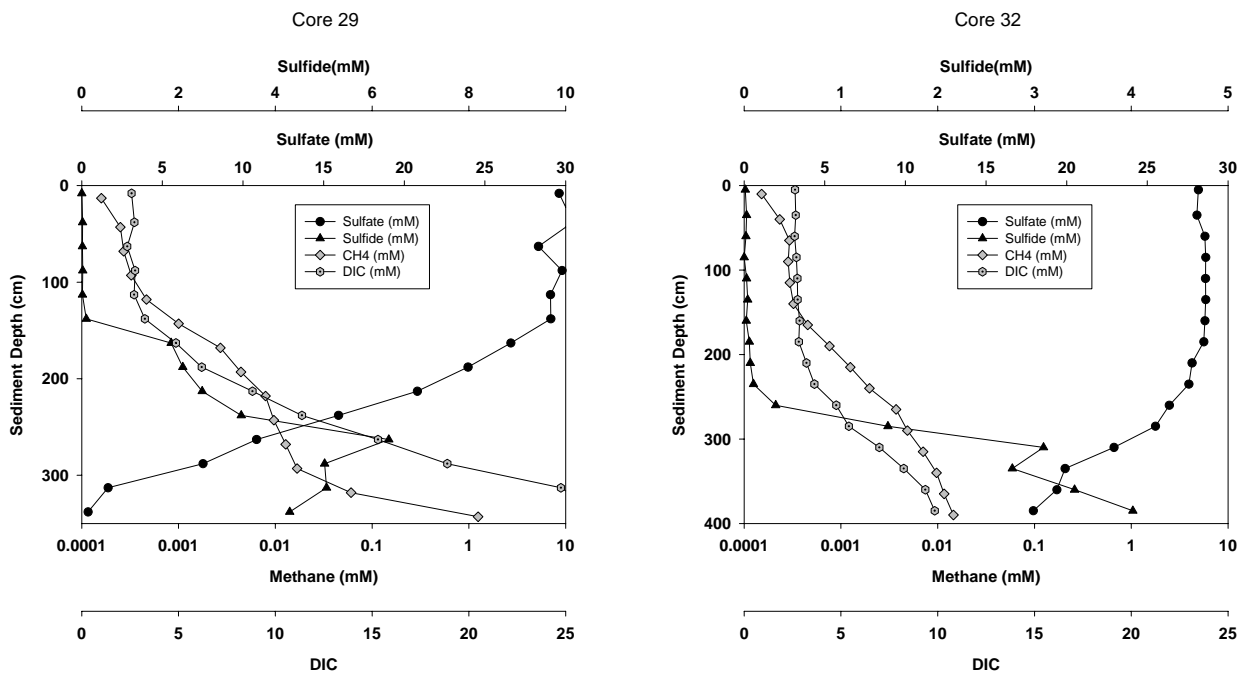 Core 29
Sulfide(mM)
0 2 4 6 8 10
Sulfate (mM)
0 5 10 15 20 25 30
Sediment Depth (cm)
0
100
200
300
Sulfate (mM)
Sulfide (mM)
CH4 (mM)
DIC (mM)
0.0001 0.001 0.01 0.1 1 10
Methane (mM)
0 5 10 15 20 25
DIC
Core 32
Sulfide(mM)
0 1 2 3 4 5
Sulfate (mM)
0 5 10 15 20 25 30
Sediment Depth (cm)
0
100
200
300
400
Sulfate (mM)
Sulfide (mM)
CH4 (mM)
DIC (mM)
0.0001 0.001 0.01 0.1 1 10
Methane (mM)
0 5 10 15 20 25
DIC